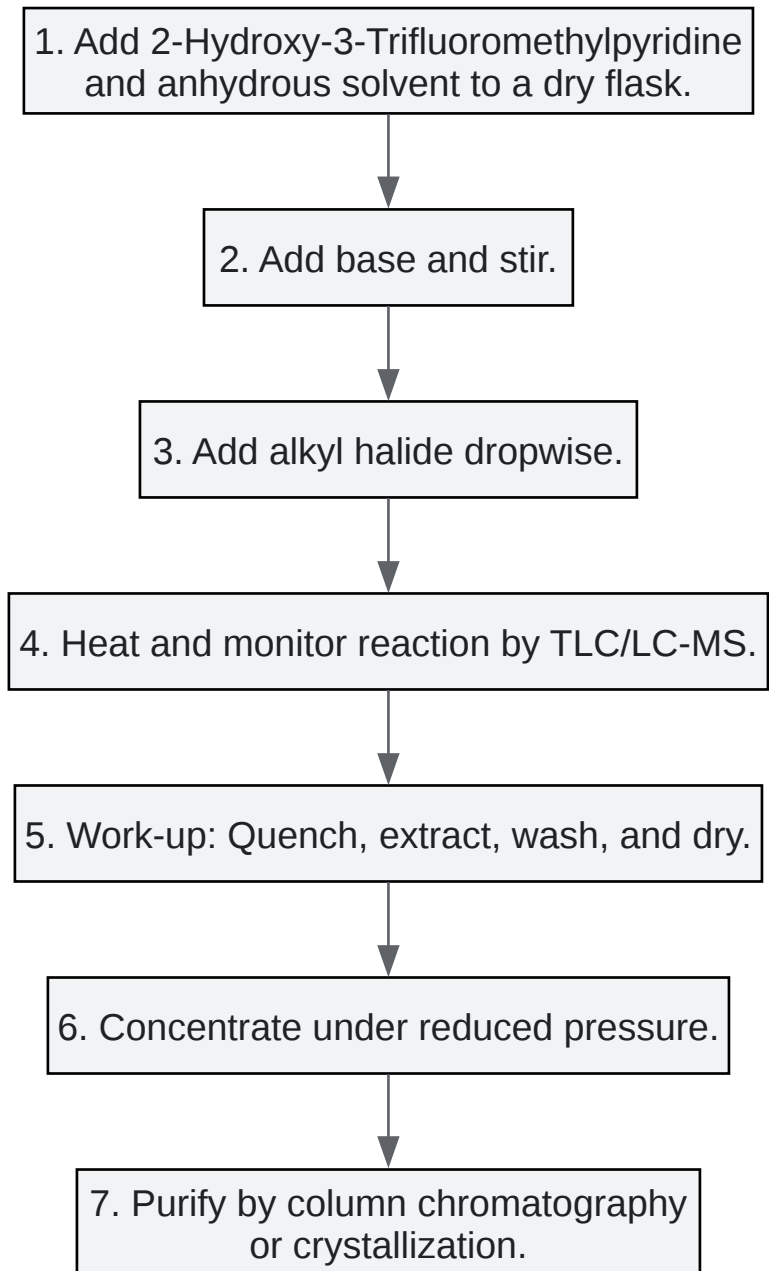 1. Add 2-Hydroxy-3-Trifluoromethylpyridine
and anhydrous solvent to a dry flask.
2. Add base and stir.
3. Add alkyl halide dropwise.
4. Heat and monitor reaction by TLC/LC-MS.
5. Work-up: Quench, extract, wash, and dry.
6. Concentrate under reduced pressure.
7. Purify by column chromatography
or crystallization.